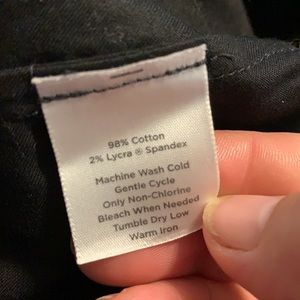 98% Cotton
2% Lycra ® Spandex
Machine Wash Cold
Gentle Cycle
Only Non-Chlorine
Bleach When Needed
Tumble Dry Low
Warm Iron